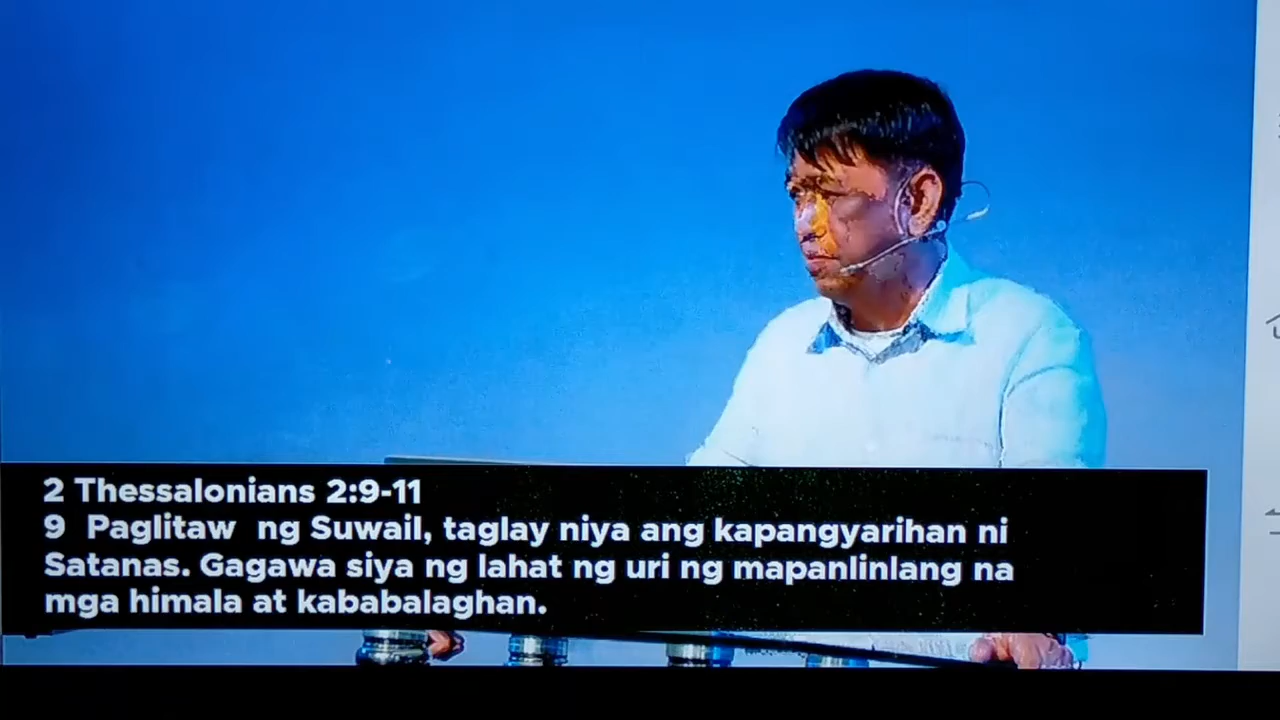 2 Thessalonians 2:9-11
9 Paglitaw ng Suwail, taglay niya ang kapangyarihan ni
Satanas. Gagawa siya ng lahat ng uri ng mapanlinlang na
mga himala at kababalaghan.